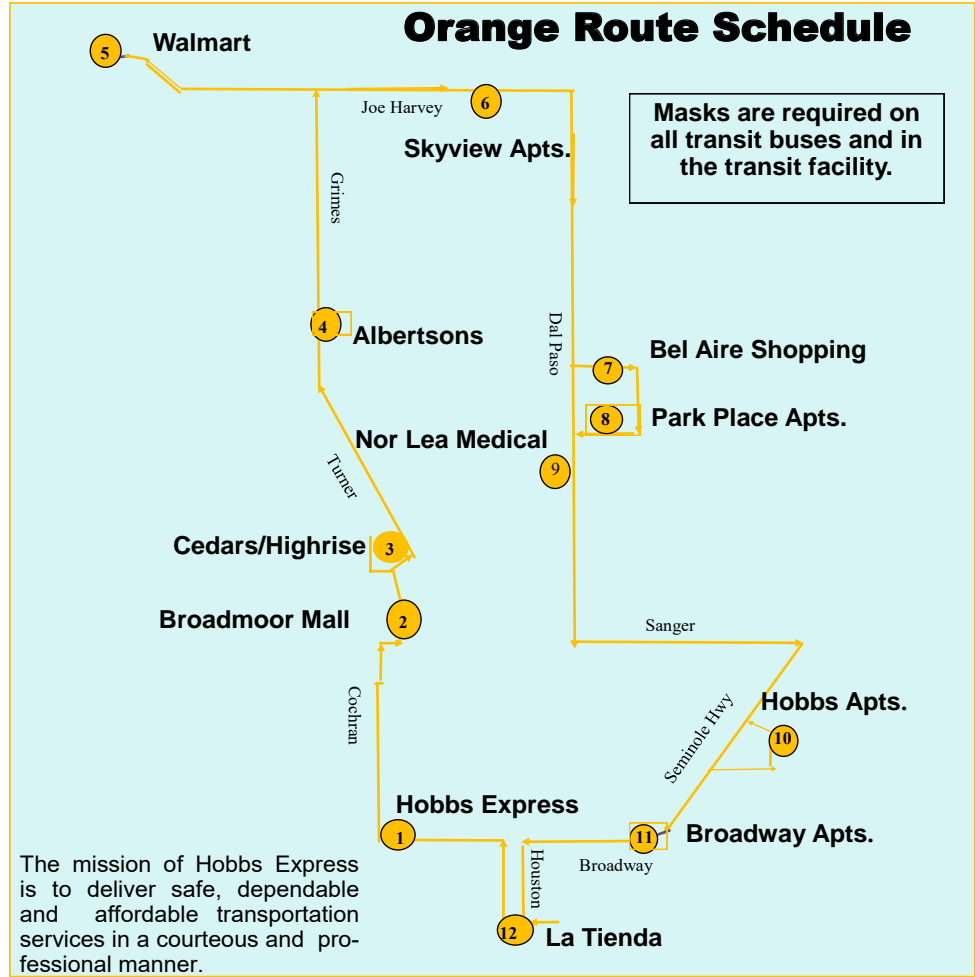 Orange Route Schedule
5
Walmart
Joe Harvey
6
Skyview Apts.
Masks are required on
all transit buses and in
the transit facility.
Grimes
4
Albertsons
Dal Paso
Bel Aire Shopping
7
8
Park Place Apts.
Nor Lea Medical
9
Turner
Cedars/Highrise
3
Broadmoor Mall
2
Sanger
Cochran
Seminole Hwy
Hobbs Apts.
10
Hobbs Express
1
11
Broadway Apts.
Broadway
Houston
12
La Tienda
The mission of Hobbs Express
is to deliver safe, dependable
and affordable transportation
services in a courteous and pro-
fessional manner.